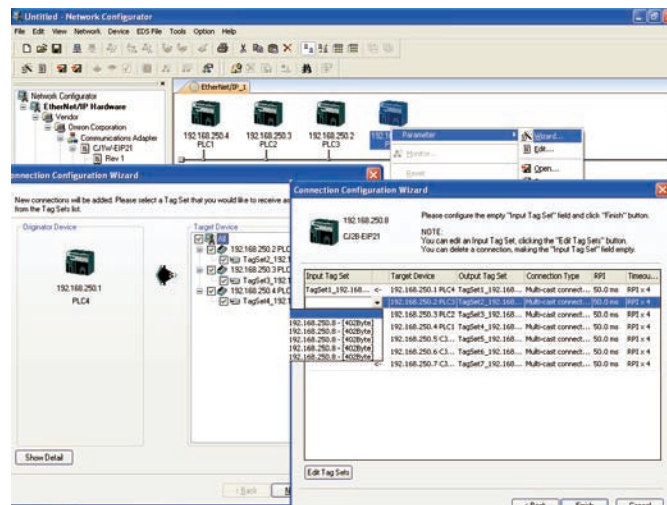 Untitled - Network Configurator
File Edit View Network Device EDS File Tools Option Help
EtherNet/IP_1
Network Configurator
EtherNet/IP Hardware
Vendor
Omron Corporation
Communications Adapter
CJ1W-EIP21
Rev 1
192.168.250.4
PLC1
192.168.250.3
PLC2
192.168.250.2
PLC3
Parameter
Wizard...
Edit...
Open...
Monitor...
Reset
Connection Configuration Wizard
New connections will be added. Please select a Tag Set that you would like to receive as
from the Tag Sets list.
Originator Device
192.168.250.1
PLC4
Target Device
All
192.168.250.2 PLC
TagSet2_192.1
192.168.250.3 PLC
TagSet3_192.1
192.168.250.4 PLC
TagSet4_192.1
Show Detail
< Back
Connection Configuration Wizard
192.168.250.8
CJ2B-EIP21
Please configure the empty "Input Tag Set" field and click "Finish" button.
NOTE:
You can edit an Input Tag Set, clicking the "Edit Tag Sets" button.
You can delete a connection, making the "Input Tag Set" field empty.
Input Tag Set Target Device Output Tag Set Connection Type RPI Timeou...
TagSet1_192.168... <- 192.168.250.1 PLC4 TagSet1_192.168... Multi-cast connect... 50.0 ms RPI x 4
192.168.250.2 PLC3 TagSet2_192.168... Multi-cast connect... 50.0 ms RPI x 4
192.168.250.3 PLC2 TagSet3_192.168... Multi-cast connect... 50.0 ms RPI x 4
192.168.250.4 PLC1 TagSet4_192.168... Multi-cast connect... 50.0 ms RPI x 4
192.168.250.5 CJ... TagSet5_192.168... Multi-cast connect... 50.0 ms RPI x 4
192.168.250.6 CJ... TagSet6_192.168... Multi-cast connect... 50.0 ms RPI x 4
<- 192.168.250.7 CJ... TagSet7_192.168... Multi-cast connect... 50.0 ms RPI x 4
192.168.250.8 - [402Byte]
192.168.250.8 - [402Byte]
192.168.250.8 - [402Byte]
192.168.250.8 - [402Byte]
Edit Tag Sets
< Back Finish Cancel